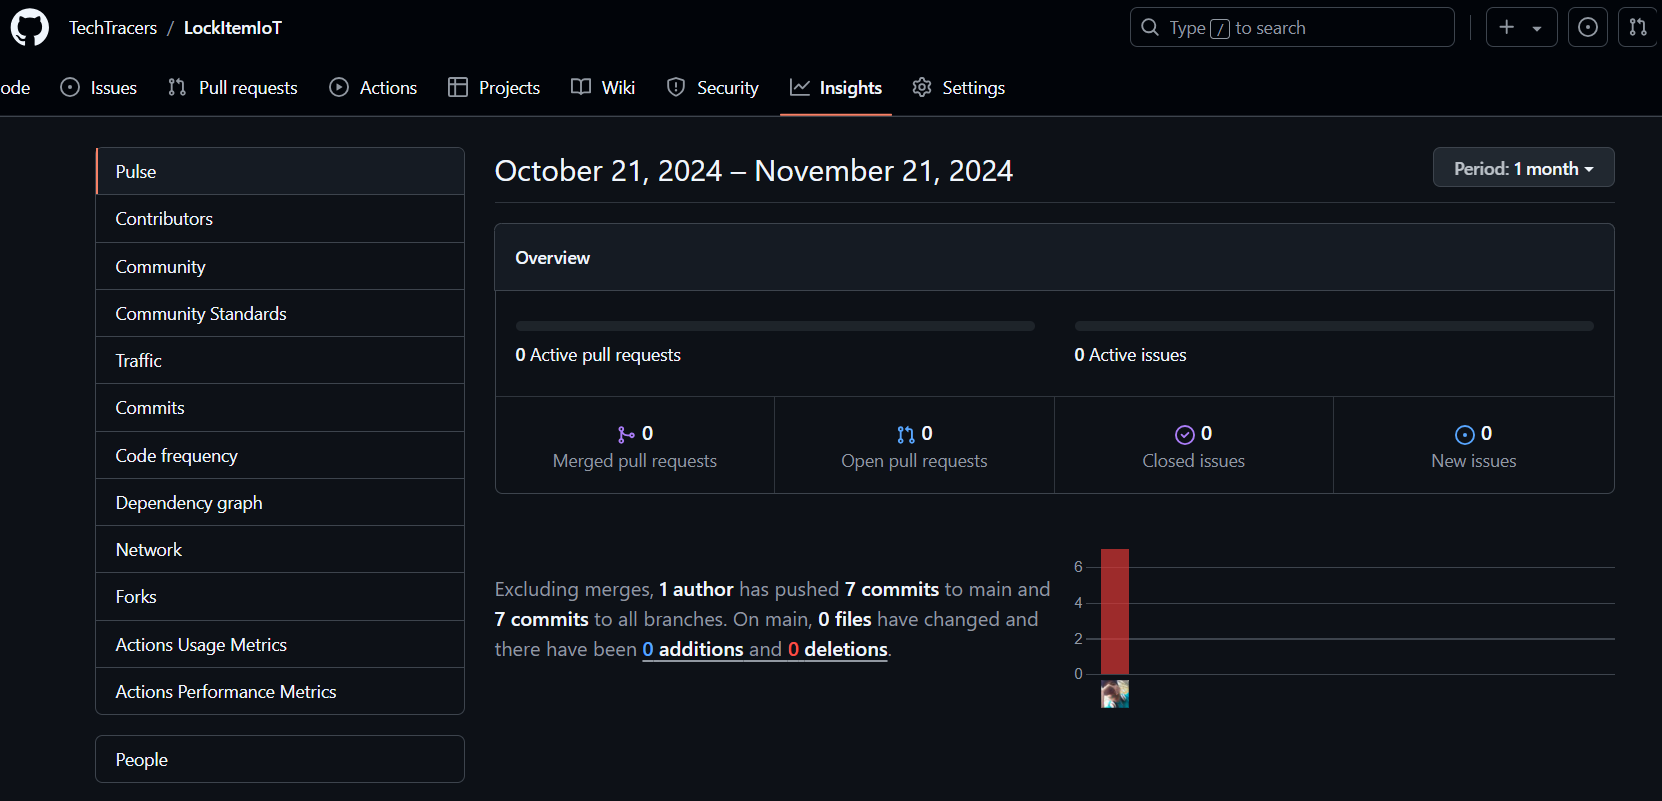 TechTracers / LockItemIoT
Type / to search
ode Issues Pull requests Actions Projects Wiki Security Insights Settings
Pulse
Contributors
Community
Community Standards
Traffic
Commits
Code frequency
Dependency graph
Network
Forks
Actions Usage Metrics
Actions Performance Metrics
People
October 21, 2024 – November 21, 2024
Period: 1 month
Overview
0 Active pull requests
0 Active issues
0
Merged pull requests
0
Open pull requests
0
Closed issues
0
New issues
Excluding merges, 1 author has pushed 7 commits to main and
7 commits to all branches. On main, 0 files have changed and
there have been 0 additions and 0 deletions.
6
4
2
0